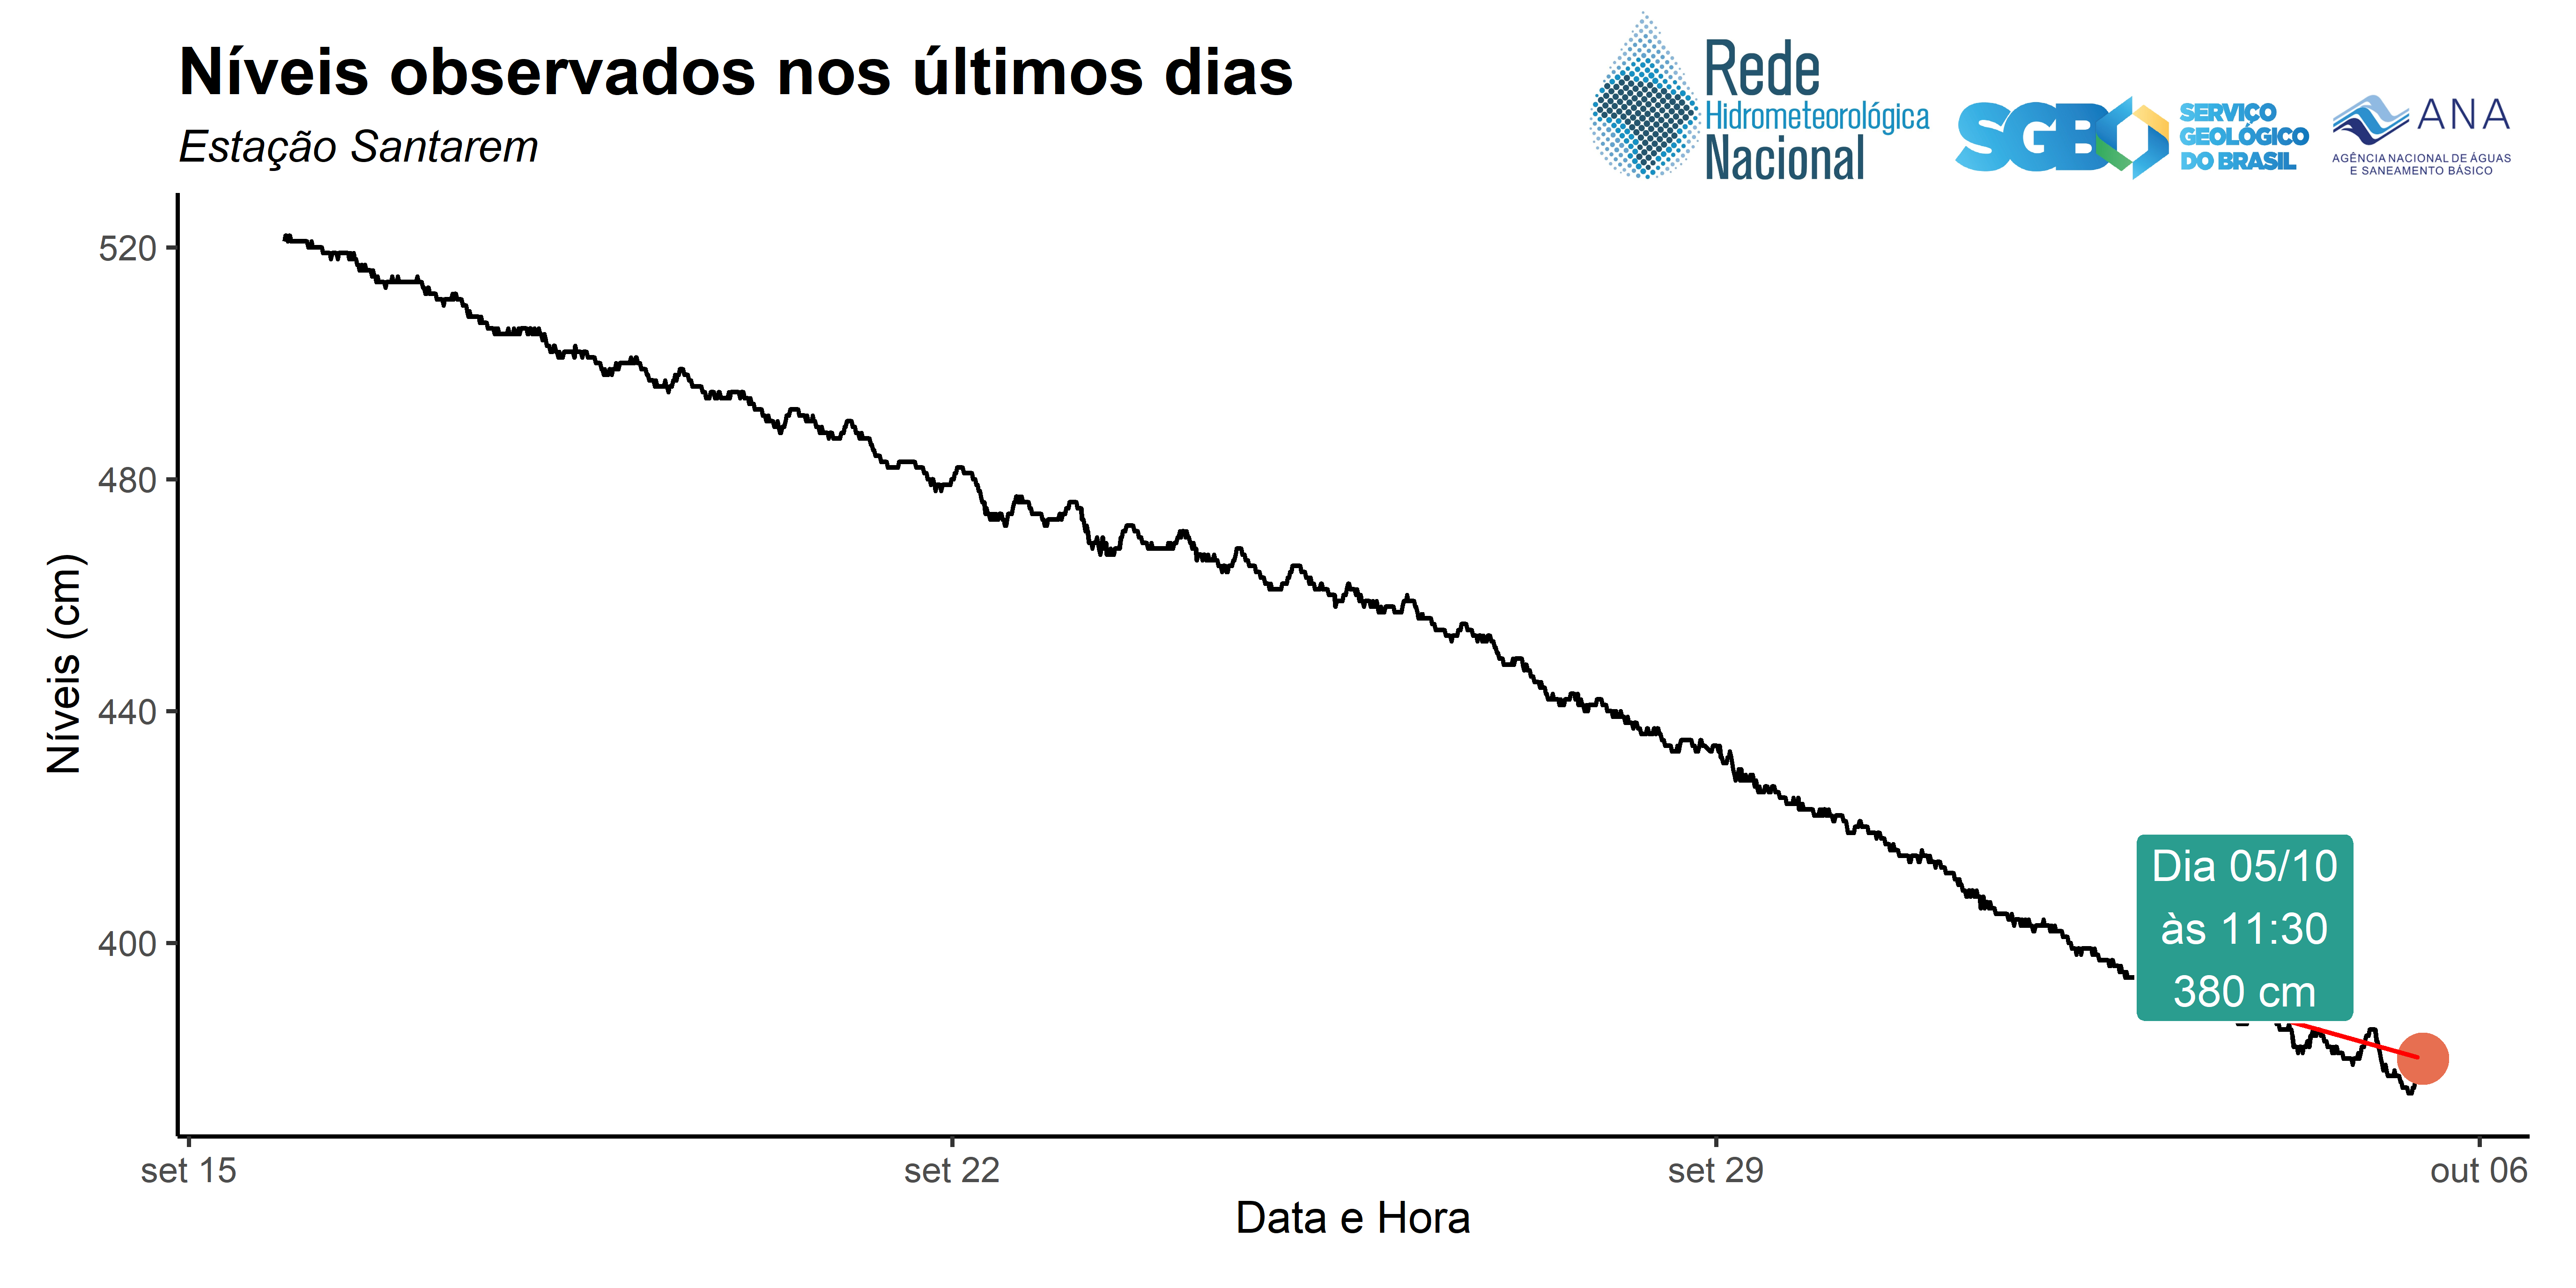 Níveis observados nos últimos dias
Estação Santarem
Rede
Hidrometeorológica
Nacional
SGB
SERVIÇO
GEOLÓGICO
DO BRASIL
ANA
AGÊNCIA NACIONAL DE ÁGUAS
E SANEAMENTO BÁSICO
Níveis (cm)
520
480
440
400
Dia 05/10
às 11:30
380 cm
set 15
set 22
set 29
out 06
Data e Hora